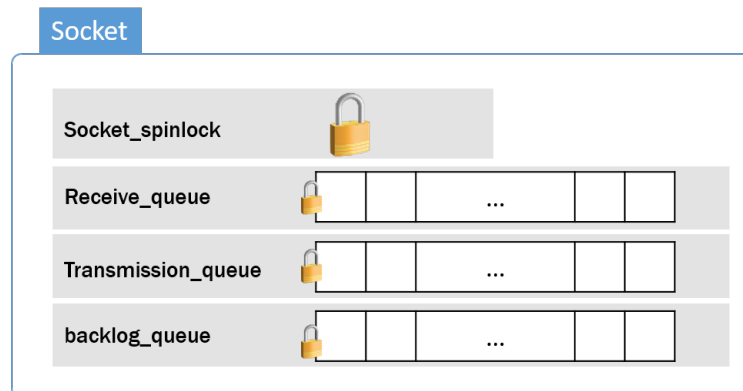 Socket
Socket_spinlock
Receive_queue
...
Transmission_queue
...
backlog_queue
...